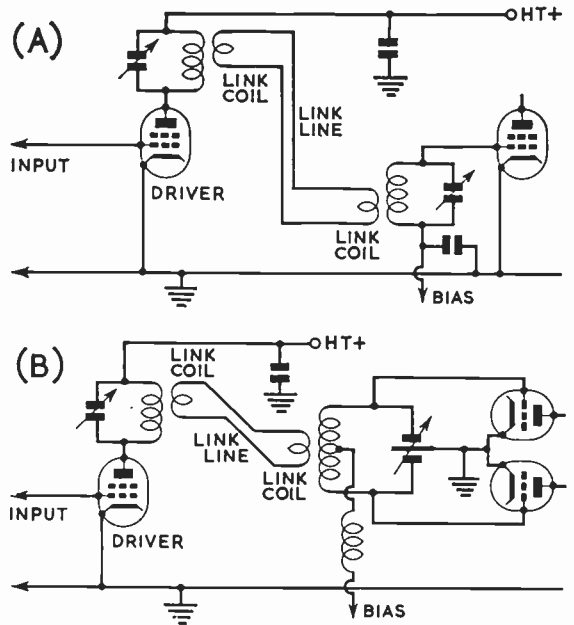 (A)
HT+
LINK
COIL
LINK
LINE
INPUT
DRIVER
LINK
COIL
BIAS
(B)
HT+
LINK
COIL
LINK
LINE
LINK
COIL
INPUT
DRIVER
BIAS